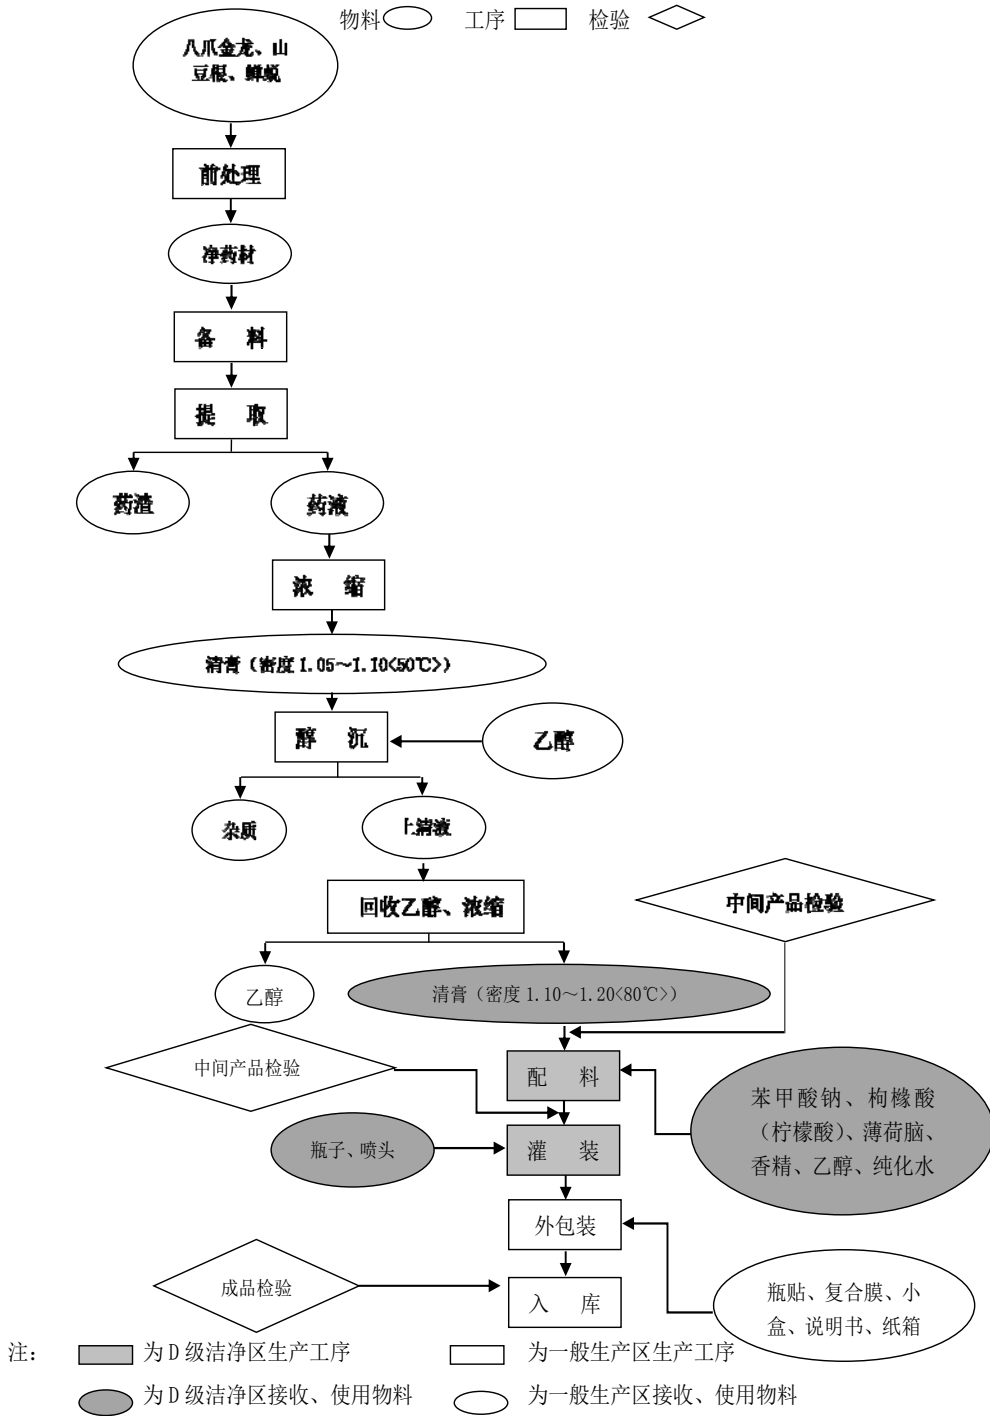 物料 工序 检验
八爪金龙、山
豆根、蝉蜕
前处理
净药材
备 料
提 取
药渣 药液
浓 缩
清膏（密度 1.05～1.10<50℃>）
醇 沉
乙醇
杂质 上清液
回收乙醇、浓缩
中间产品检验
乙醇
清膏（密度 1.10～1.20<80℃>）
中间产品检验
配 料
苯甲酸钠、枸橼酸
（柠檬酸）、薄荷脑、
香精、乙醇、纯化水
瓶子、喷头
灌 装
外包装
成品检验
入 库
瓶贴、复合膜、小
盒、说明书、纸箱
注： 为 D 级洁净区生产工序 为一般生产区生产工序
为 D 级洁净区接收、使用物料 为一般生产区接收、使用物料